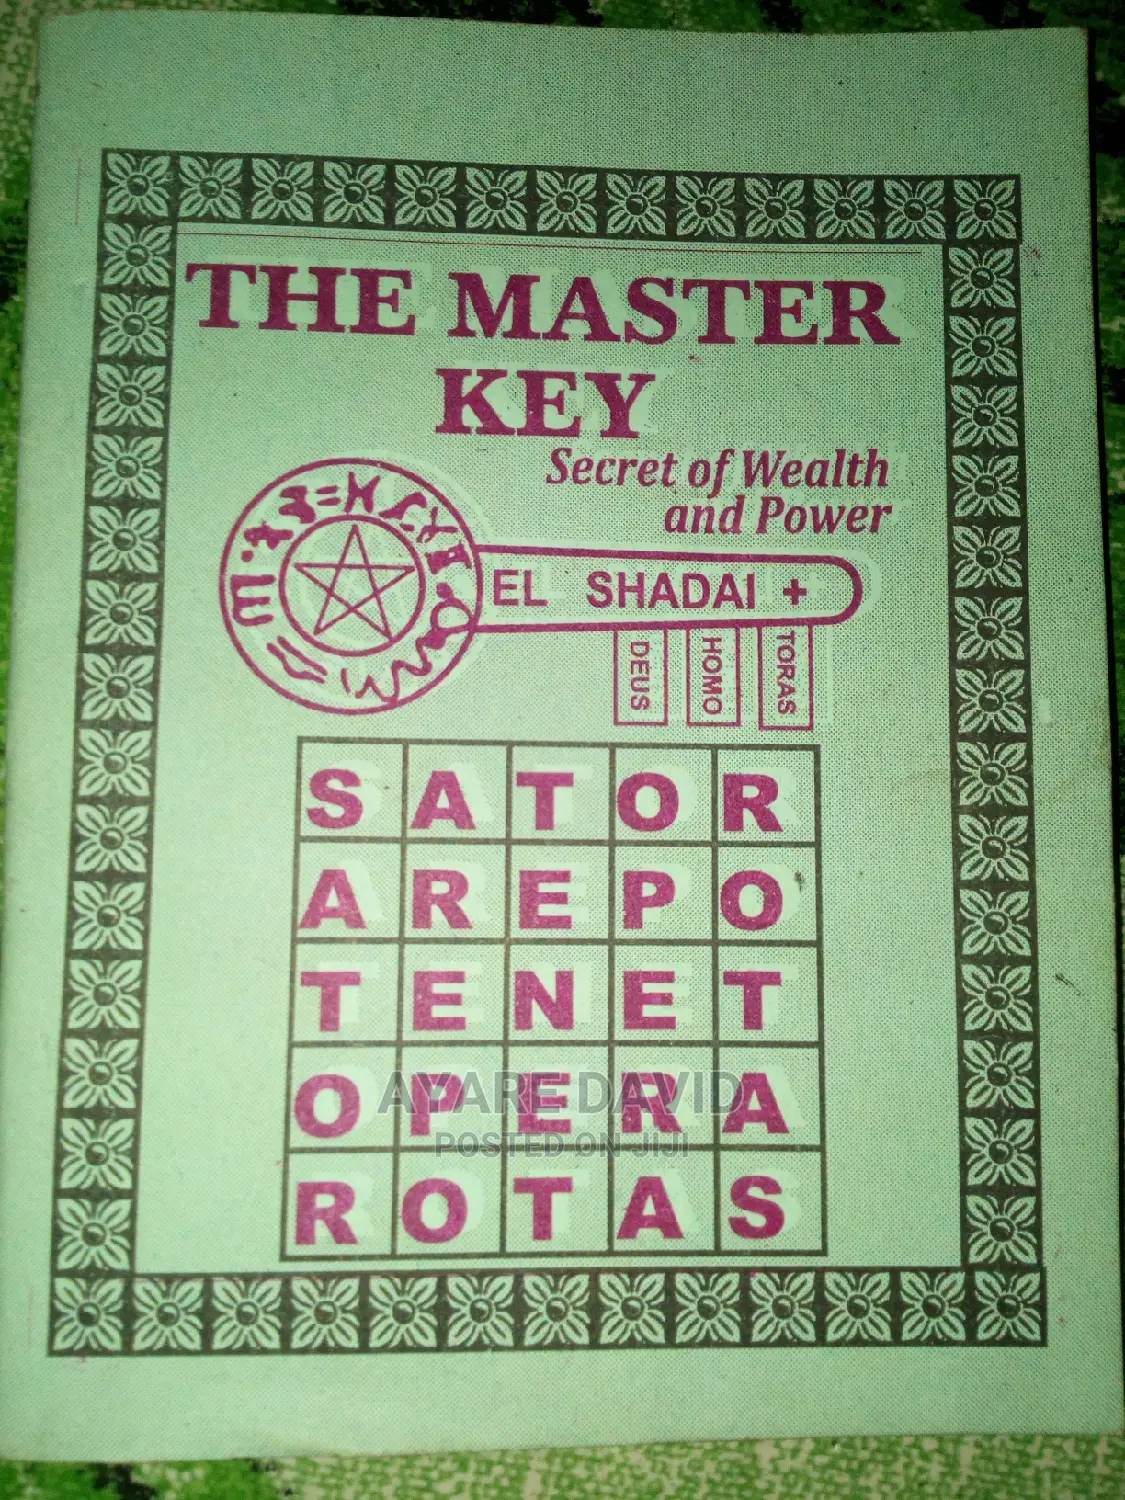 THE MASTER
KEY
Secret of Wealth
and Power
EL SHADAI +
DEUS
HOMO
TORAS
S A T O R
A R E P O
T E N E T
O P E R A
R O T A S
AYARE DAVID
POSTED ON JIJI